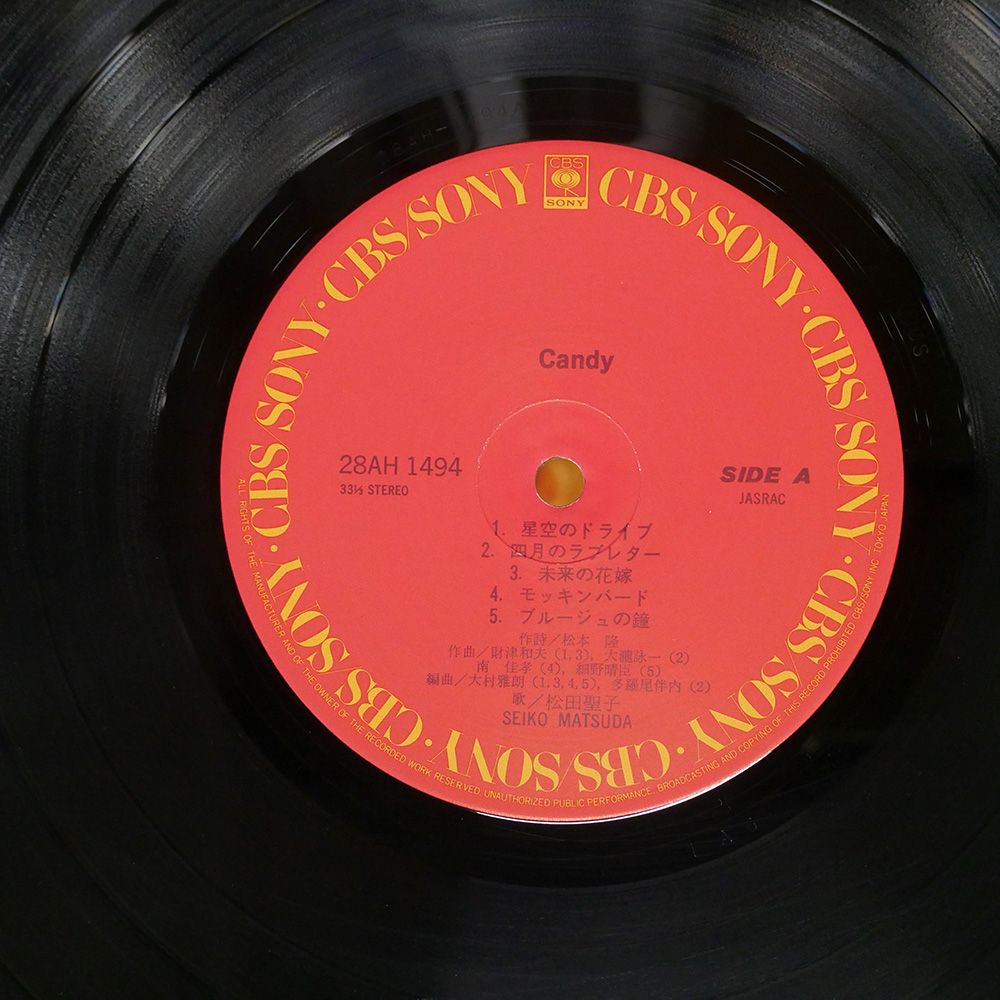 CBS
SONY
CBS/SONY · CBS/SONY · CBS/SONY · CBS/SONY · CBS/SONY · CBS/SONY · CBS/SONY · CBS/SONY
Candy
28AH 1494
33⅓ STEREO
SIDE A
JASRAC
1. 星空のドライブ
2. 四月のラブレター
3. 未来の花嫁
4. モッキンバード
5. ブルージュの鐘
作詩/松本 隆
作曲/財津和夫(1,3), 大瀧詠一(2)
南 佳孝(4), 細野晴臣(5)
編曲/大村雅朗(1,3,4,5), 多羅尾伴内(2)
歌/松田聖子
SEIKO MATSUDA
ALL RIGHTS OF THE MANUFACTURER AND OF THE OWNER OF THE RECORDED WORK RESERVED. UNAUTHORIZED PUBLIC PERFORMANCE, BROADCASTING AND COPYING OF THIS RECORD PROHIBITED CBS/SONY INC. TOKYO JAPAN